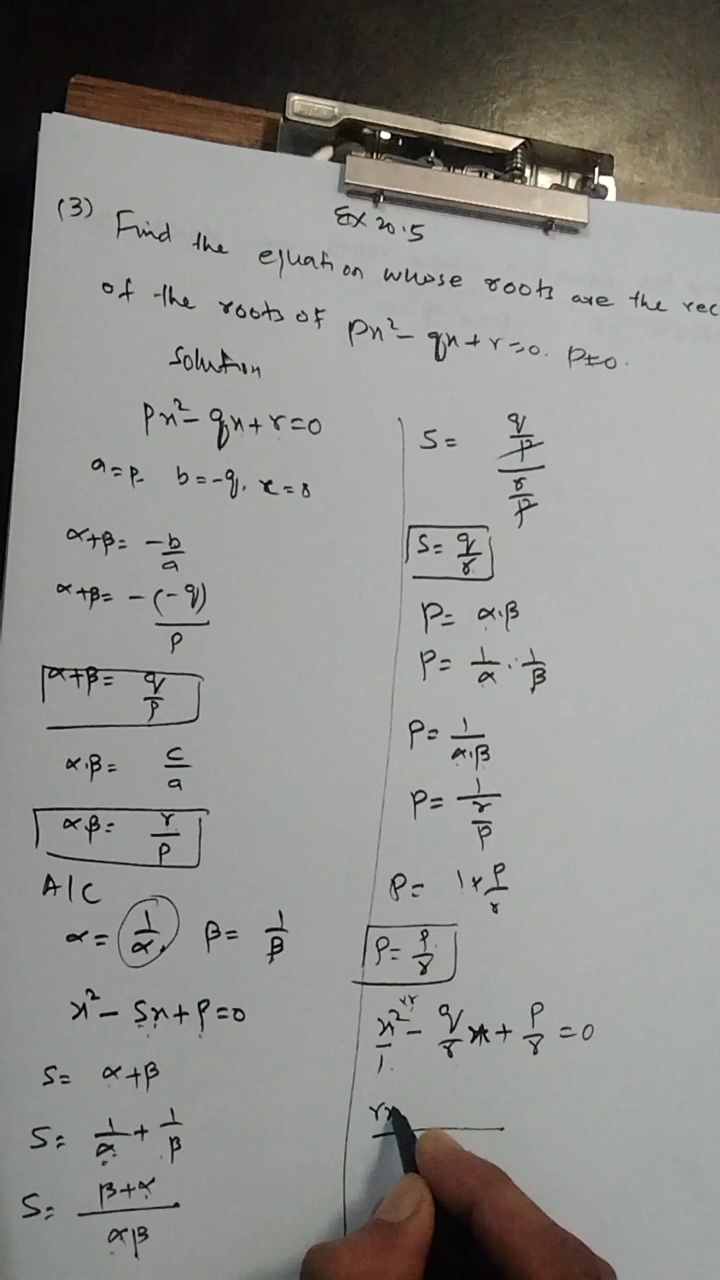 Ex 20.5
(3) Find the equation whose roots are the rec
of the roots of px²- qx+r=0. p≠0.
Solution
px²- qx+r=0
a=p. b=-q. c=r
α+β= -b/a
α+β= -(-q)/p
α+β= q/p
α.β= c/a
α.β= r/p
A/C
α= 1/α, β= 1/β
x²- Sx+P=0
S= α+β
S= 1/α + 1/β
S= β+α/αβ
S= q/p / r/p
S= q/r
P= α.β
P= 1/α . 1/β
P= 1/α.β
P= 1/r/p
P= 1x p/r
P= p/r
x²/1 - q/r x + p/r =0
rx